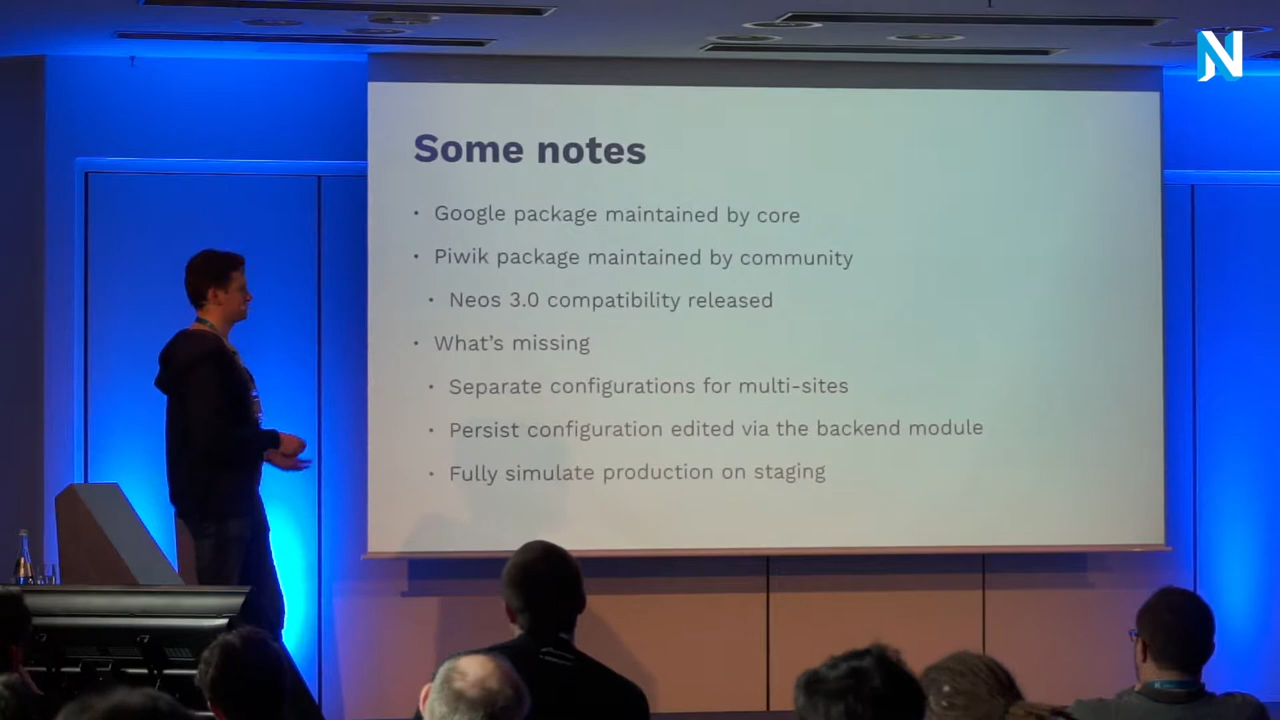 Some notes
• Google package maintained by core
• Piwik package maintained by community
• Neos 3.0 compatibility released
• What's missing
• Separate configurations for multi-sites
• Persist configuration edited via the backend module
• Fully simulate production on staging
N